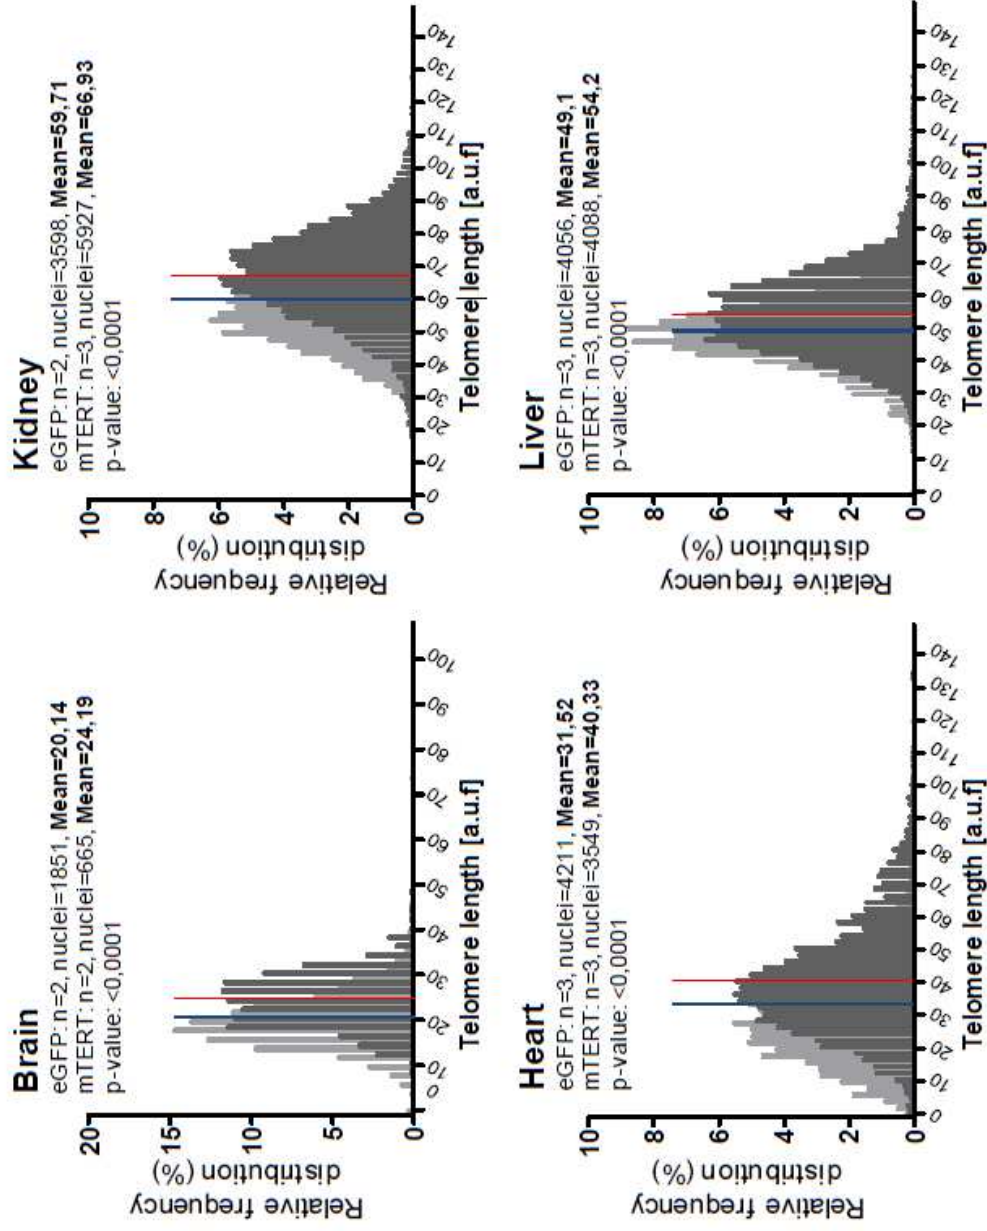 Brain
eGFP: n=2, nuclei=1851, Mean=20,14
mTERT: n=2, nuclei=665, Mean=24,19
p-value: <0,0001
Relative frequency
distribution (%)
20
15
10
5
0
0 10 20 30 40 50 60 70 80 90 100
Telomere length [a.u.f]
Kidney
eGFP: n=2, nuclei=3598, Mean=59,71
mTERT: n=3, nuclei=5927, Mean=66,93
p-value: <0,0001
Relative frequency
distribution (%)
10
8
6
4
2
0
0 10 20 30 40 50 60 70 80 90 100 110 120 130 140
Telomere length [a.u.f]
Heart
eGFP: n=3, nuclei=4211, Mean=31,52
mTERT: n=3, nuclei=3549, Mean=40,33
p-value: <0,0001
Relative frequency
distribution (%)
10
8
6
4
2
0
0 10 20 30 40 50 60 70 80 90 100 110 120 130 140
Telomere length [a.u.f]
Liver
eGFP: n=3, nuclei=4056, Mean=49,1
mTERT: n=3, nuclei=4088, Mean=54,2
p-value: <0,0001
Relative frequency
distribution (%)
10
8
6
4
2
0
0 10 20 30 40 50 60 70 80 90 100 110 120 130 140
Telomere length [a.u.f]